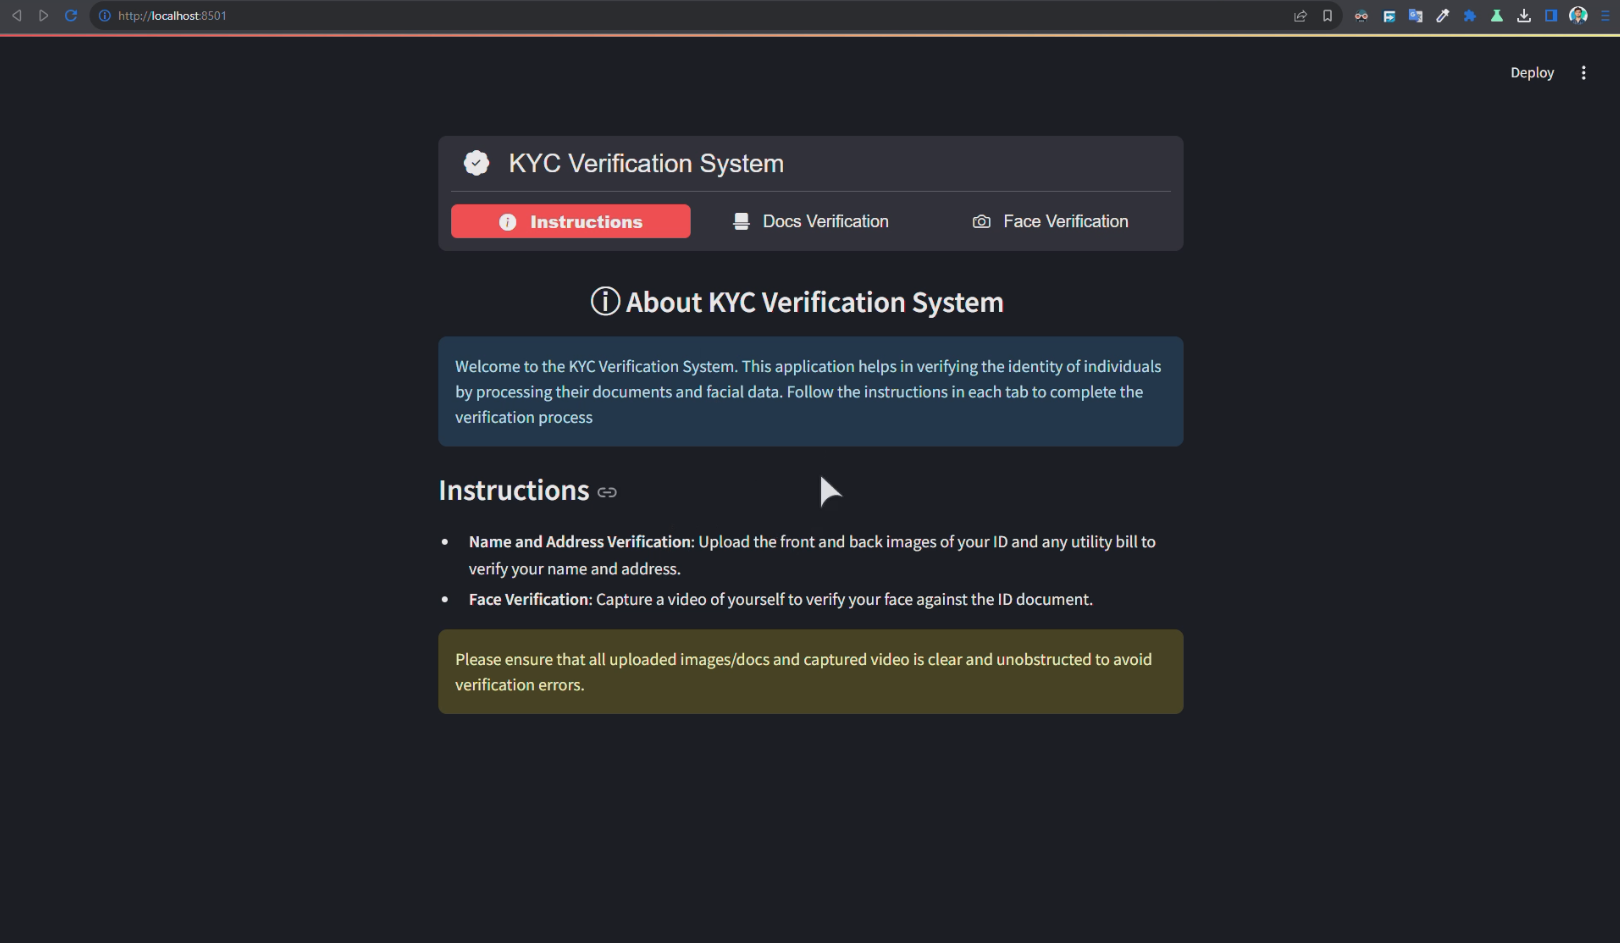 http://localhost:8501
Deploy
KYC Verification System
Instructions
Docs Verification
Face Verification
About KYC Verification System
Welcome to the KYC Verification System. This application helps in verifying the identity of individuals
by processing their documents and facial data. Follow the instructions in each tab to complete the
verification process
Instructions
Name and Address Verification: Upload the front and back images of your ID and any utility bill to
verify your name and address.
Face Verification: Capture a video of yourself to verify your face against the ID document.
Please ensure that all uploaded images/docs and captured video is clear and unobstructed to avoid
verification errors.